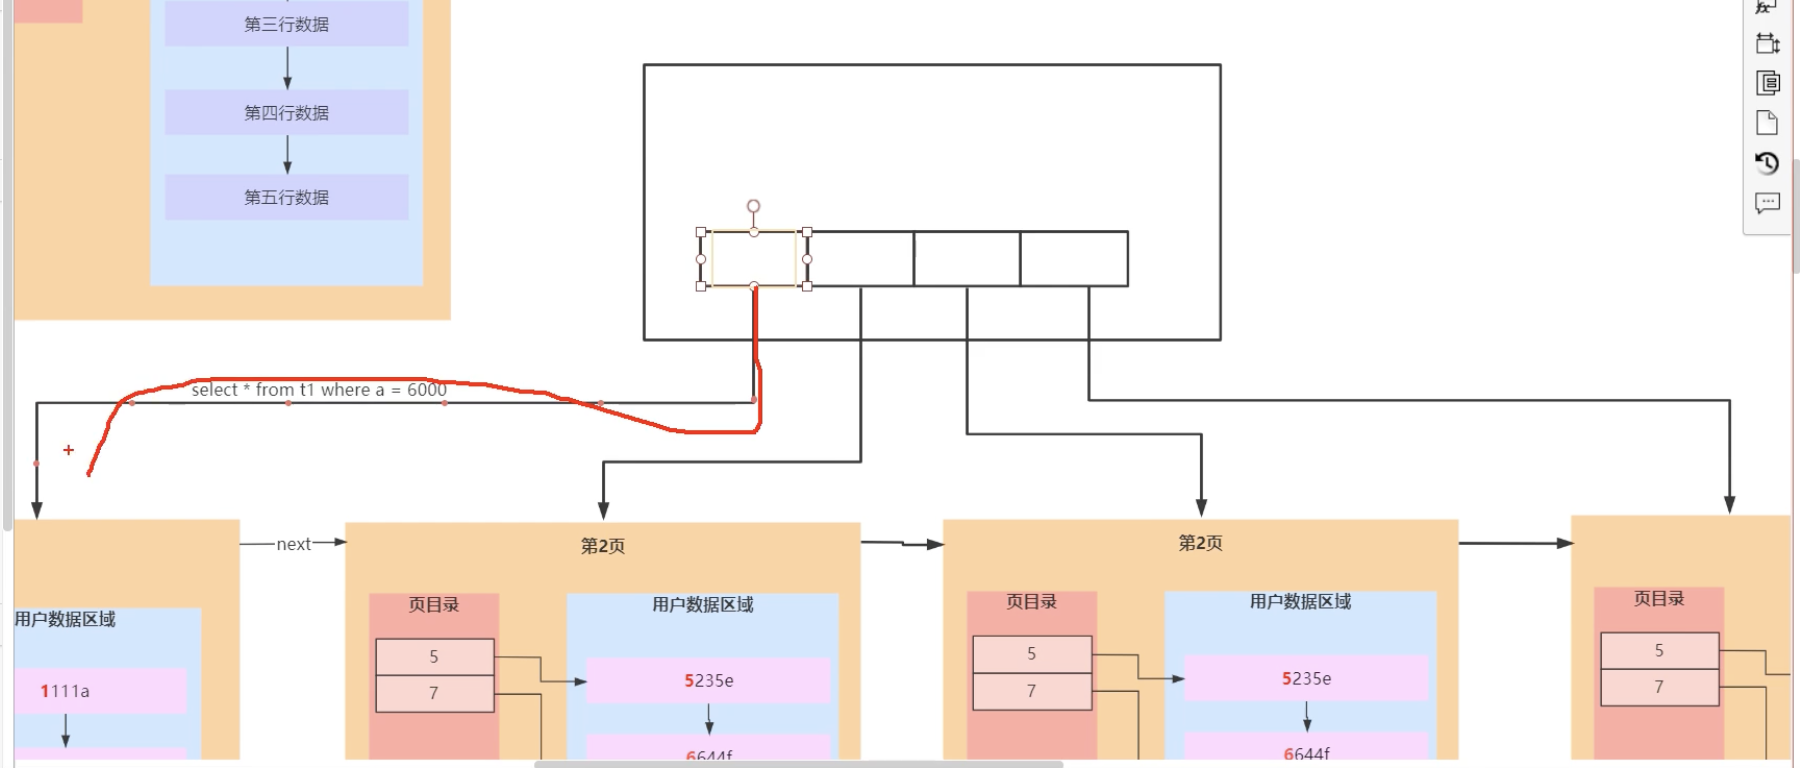 第三行数据
第四行数据
第五行数据
select * from t1 where a = 6000
next
第2页
第2页
用户数据区域
页目录
用户数据区域
页目录
用户数据区域
页目录
1111a
5
7
5235e
6644f
5
7
5235e
6644f
5
7